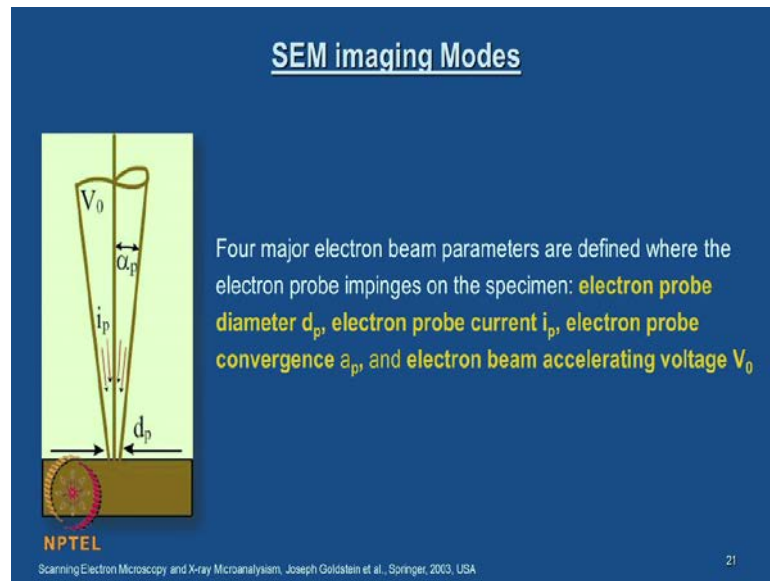 SEM imaging Modes
V₀
αₚ
iₚ
dₚ
Four major electron beam parameters are defined where the
electron probe impinges on the specimen: electron probe
diameter dₚ, electron probe current iₚ, electron probe
convergence aₚ, and electron beam accelerating voltage V₀
NPTEL
Scanning Electron Microscopy and X-ray Microanalysism, Joseph Goldstein et al., Springer, 2003, USA
21